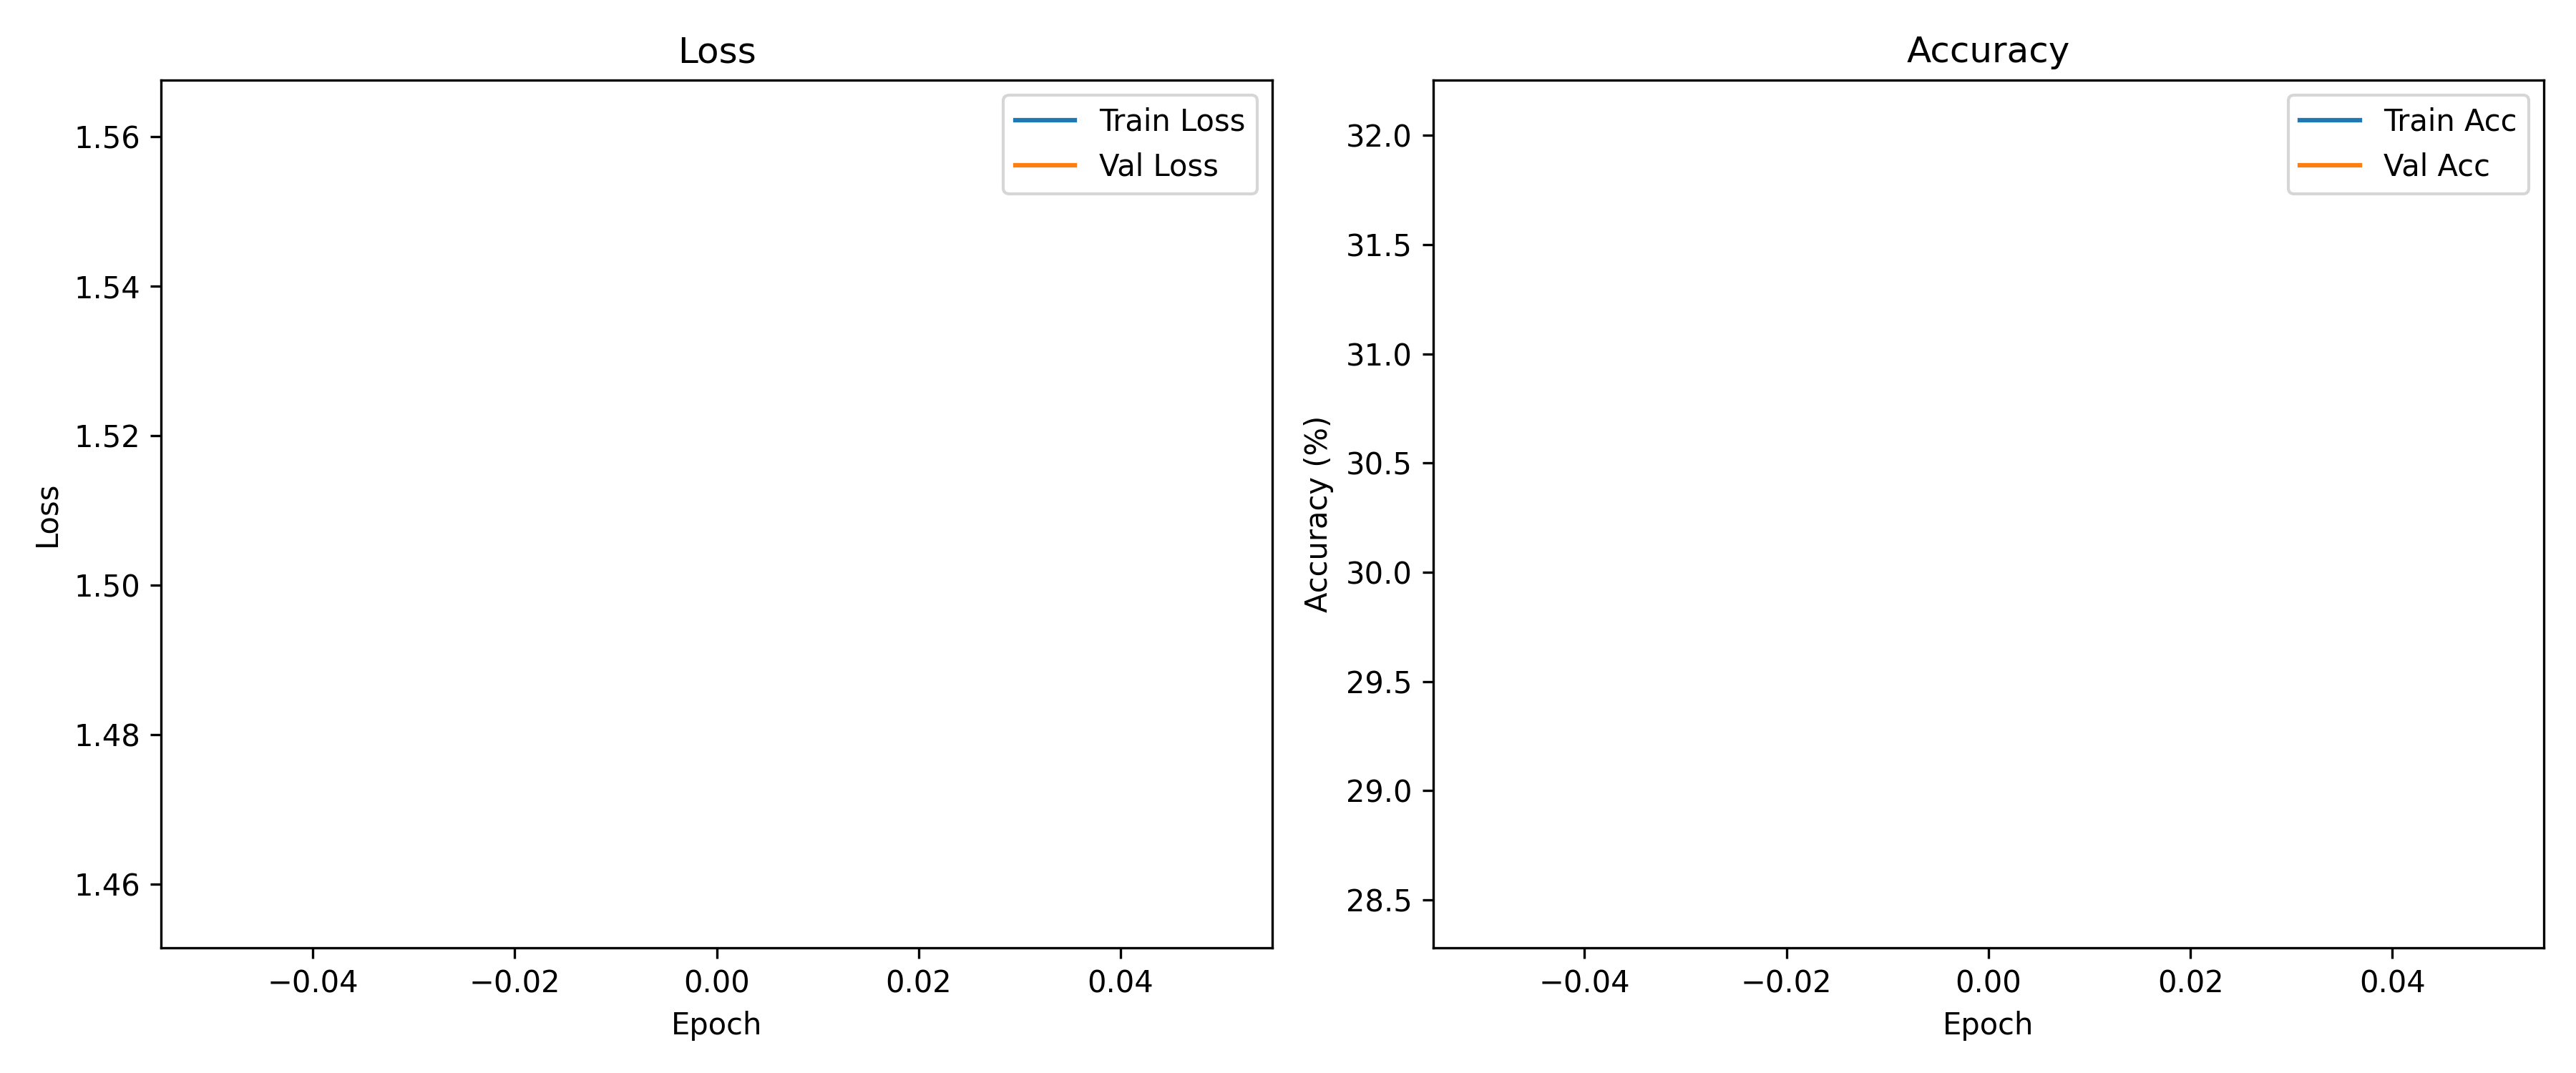 Loss
Train Loss
Val Loss
1.56
1.54
1.52
1.50
1.48
1.46
Loss
−0.04 −0.02 0.00 0.02 0.04
Epoch
Accuracy
Train Acc
Val Acc
32.0
31.5
31.0
30.5
30.0
29.5
29.0
28.5
Accuracy (%)
−0.04 −0.02 0.00 0.02 0.04
Epoch